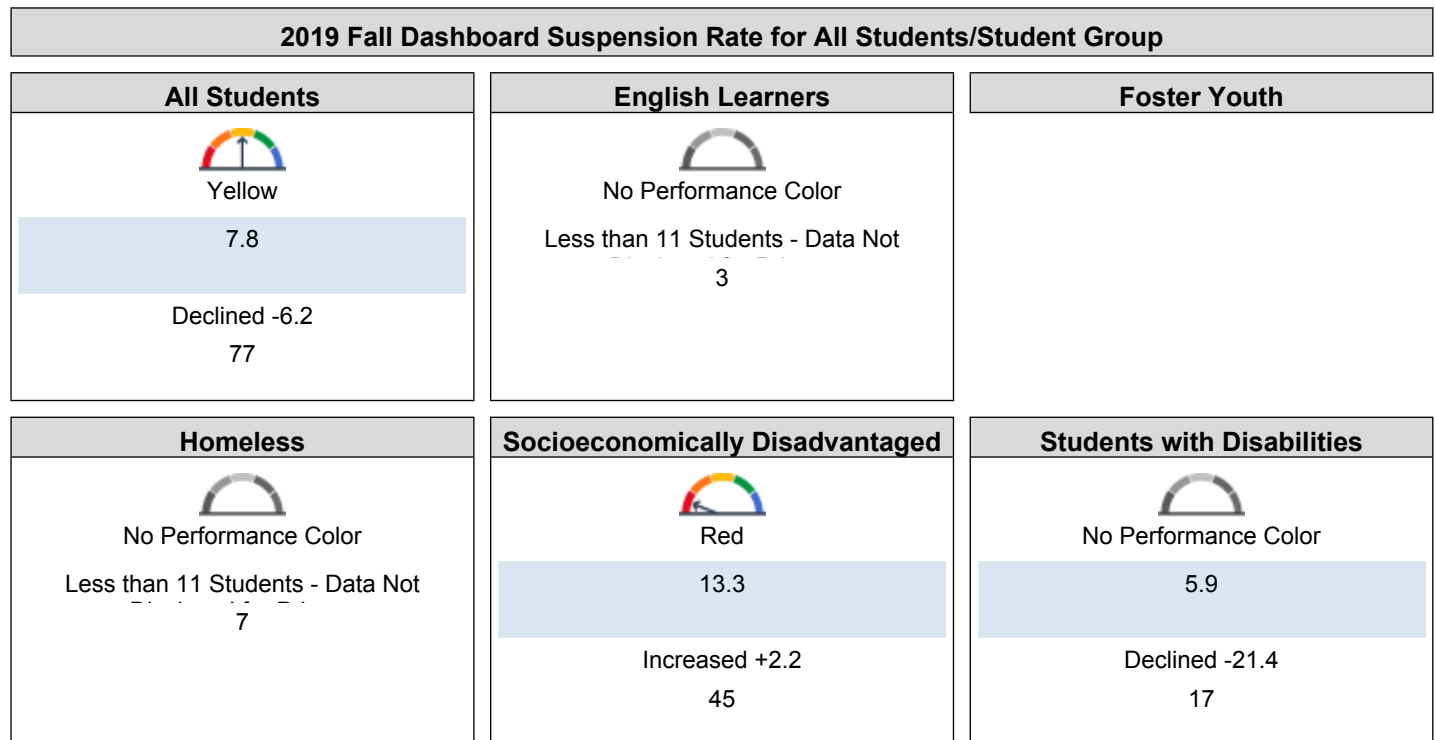 2019 Fall Dashboard Suspension Rate for All Students/Student Group
All Students
Yellow
7.8
Declined -6.2
77
English Learners
No Performance Color
Less than 11 Students - Data Not
3
Foster Youth
Homeless
No Performance Color
Less than 11 Students - Data Not
7
Socioeconomically Disadvantaged
Red
13.3
Increased +2.2
45
Students with Disabilities
No Performance Color
5.9
Declined -21.4
17